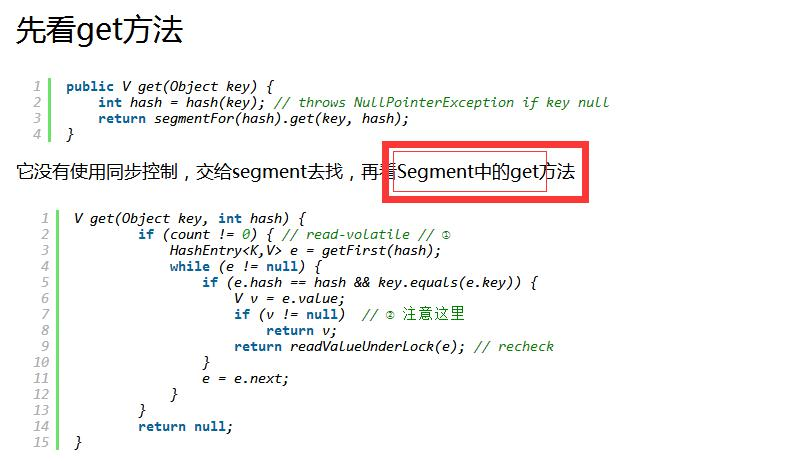 先看get方法
1 public V get(Object key) {
2 int hash = hash(key); // throws NullPointerException if key null
3 return segmentFor(hash).get(key, hash);
4 }
它没有使用同步控制，交给segment去找，再看Segment中的get方法
1 V get(Object key, int hash) {
2 if (count != 0) { // read-volatile // ①
3 HashEntry<K,V> e = getFirst(hash);
4 while (e != null) {
5 if (e.hash == hash && key.equals(e.key)) {
6 V v = e.value;
7 if (v != null) // ② 注意这里
8 return v;
9 return readValueUnderLock(e); // recheck
10 }
11 e = e.next;
12 }
13 }
14 return null;
15 }